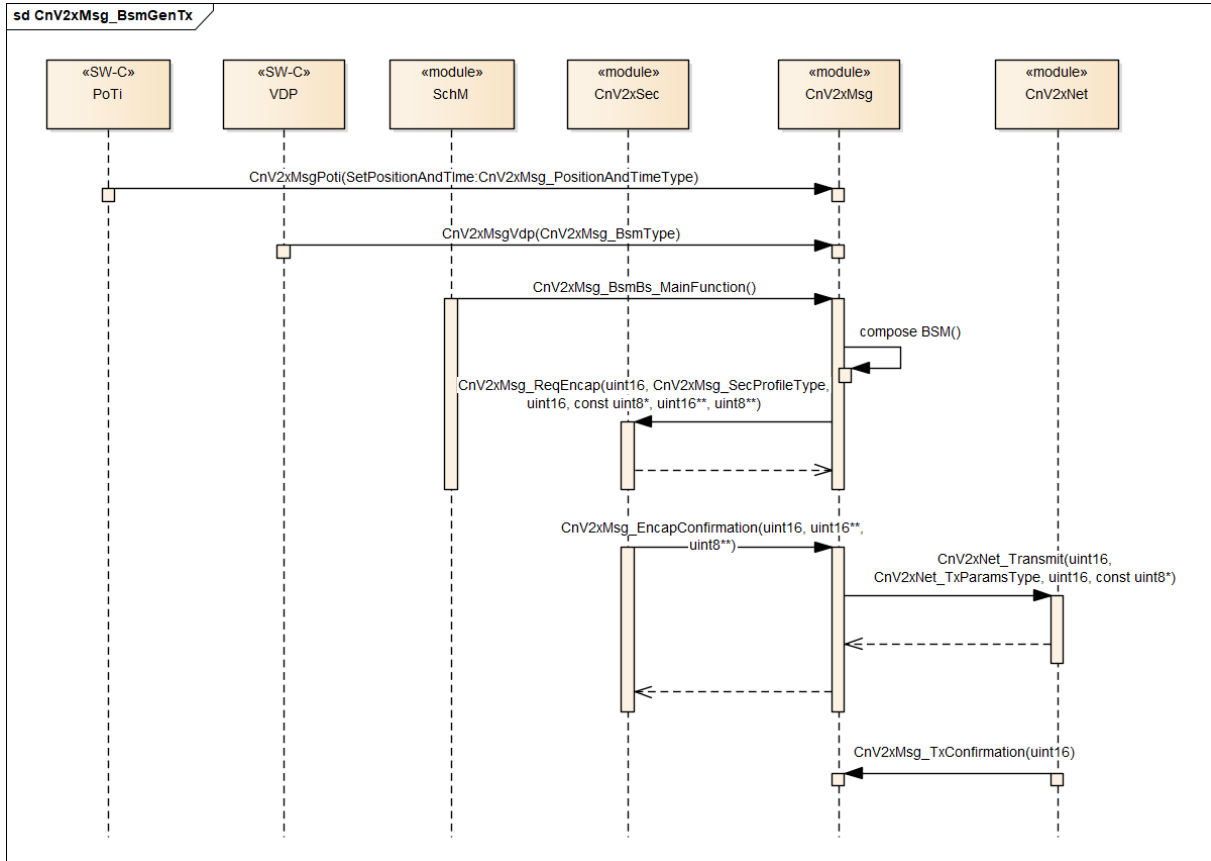 sd CnV2xMsg_BsmGenTx
«SW-C»
PoTi
«SW-C»
VDP
«module»
SchM
«module»
CnV2xSec
«module»
CnV2xMsg
«module»
CnV2xNet
CnV2xMsgPoti(SetPositionAndTIme:CnV2xMsg_PositionAndTimeType)
CnV2xMsgVdp(CnV2xMsg_BsmType)
CnV2xMsg_BsmBs_MainFunction()
compose BSM()
CnV2xMsg_ReqEncap(uint16, CnV2xMsg_SecProfileType,
uint16, const uint8*, uint16**, uint8**)
CnV2xMsg_EncapConfirmation(uint16, uint16**,
uint8**)
CnV2xNet_Transmit(uint16,
CnV2xNet_TxParamsType, uint16, const uint8*)
CnV2xMsg_TxConfirmation(uint16)